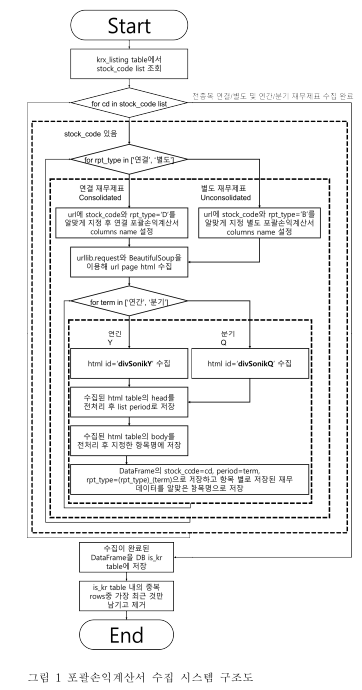 Start
krx_listing table에서
stock_code list 조회
for cd in stock_code list
전종목 연결/별도 및 연간/분기 재무제표 수집 완료
stock_code 있음
for rpt_type in ['연결', '별도']
연결 재무제표
Consolidated
별도 재무제표
Unconsolidated
url에 stock_code와 rpt_type='D'를
알맞게 지정 후 연결 포괄손익계산서
columns name 설정
url에 stock_code와 rpt_type='B'를
알맞게 지정 별도 포괄손익계산서
columns name 설정
urllib.request와 BeautifulSoup을
이용해 url page html 수집
for term in ['연간', '분기']
연간
Y
분기
Q
html id='divSonikY' 수집
html id='divSonikQ' 수집
수집된 html table의 head를
전처리 후 list period로 저장
수집된 html table의 body를
전처리 후 지정한 항목명에 저장
DataFrame의 stock_code=cd, period=term,
rpt_type=(rpt_type)_(term)으로 저장하고 항목 별로 저장된 재무
데이터를 알맞은 항목명으로 저장
수집이 완료된
DataFrame을 DB is_kr
table에 저장
is_kr table 내의 중복
rows중 가장 최근 것만
남기고 제거
End
그림 1 포괄손익계산서 수집 시스템 구조도